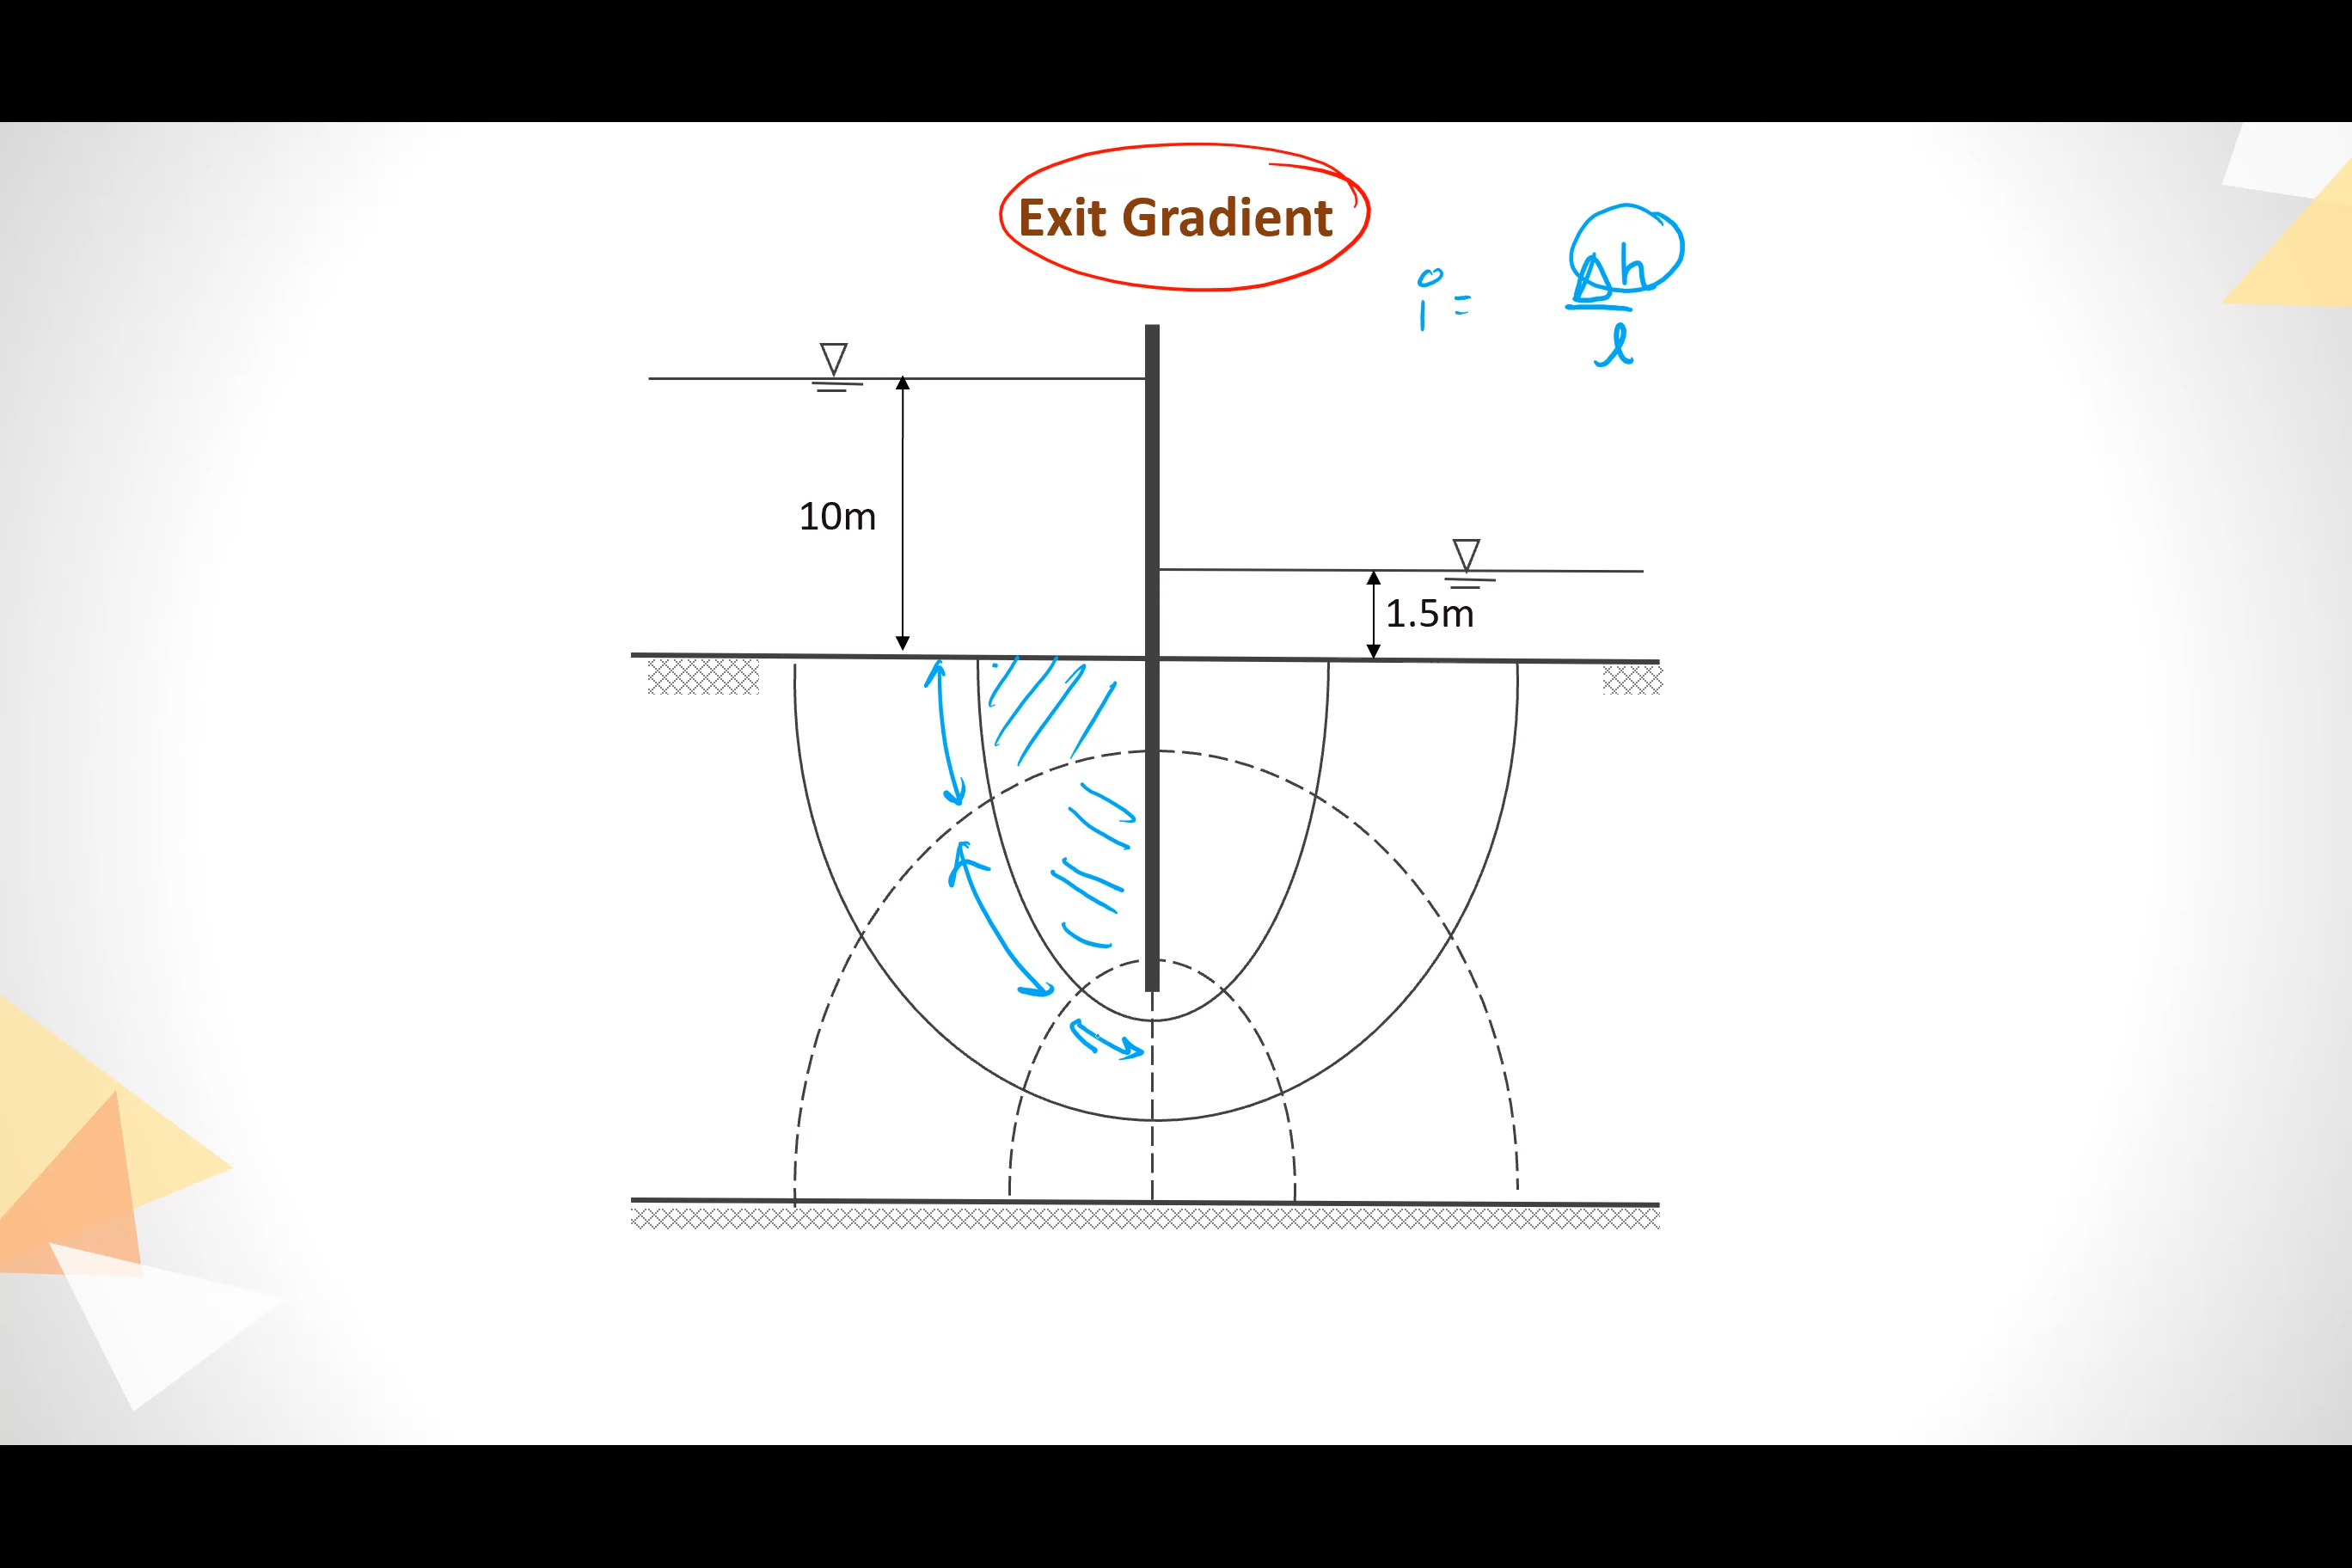 Exit Gradient
i = Δh / l
10m
1.5m